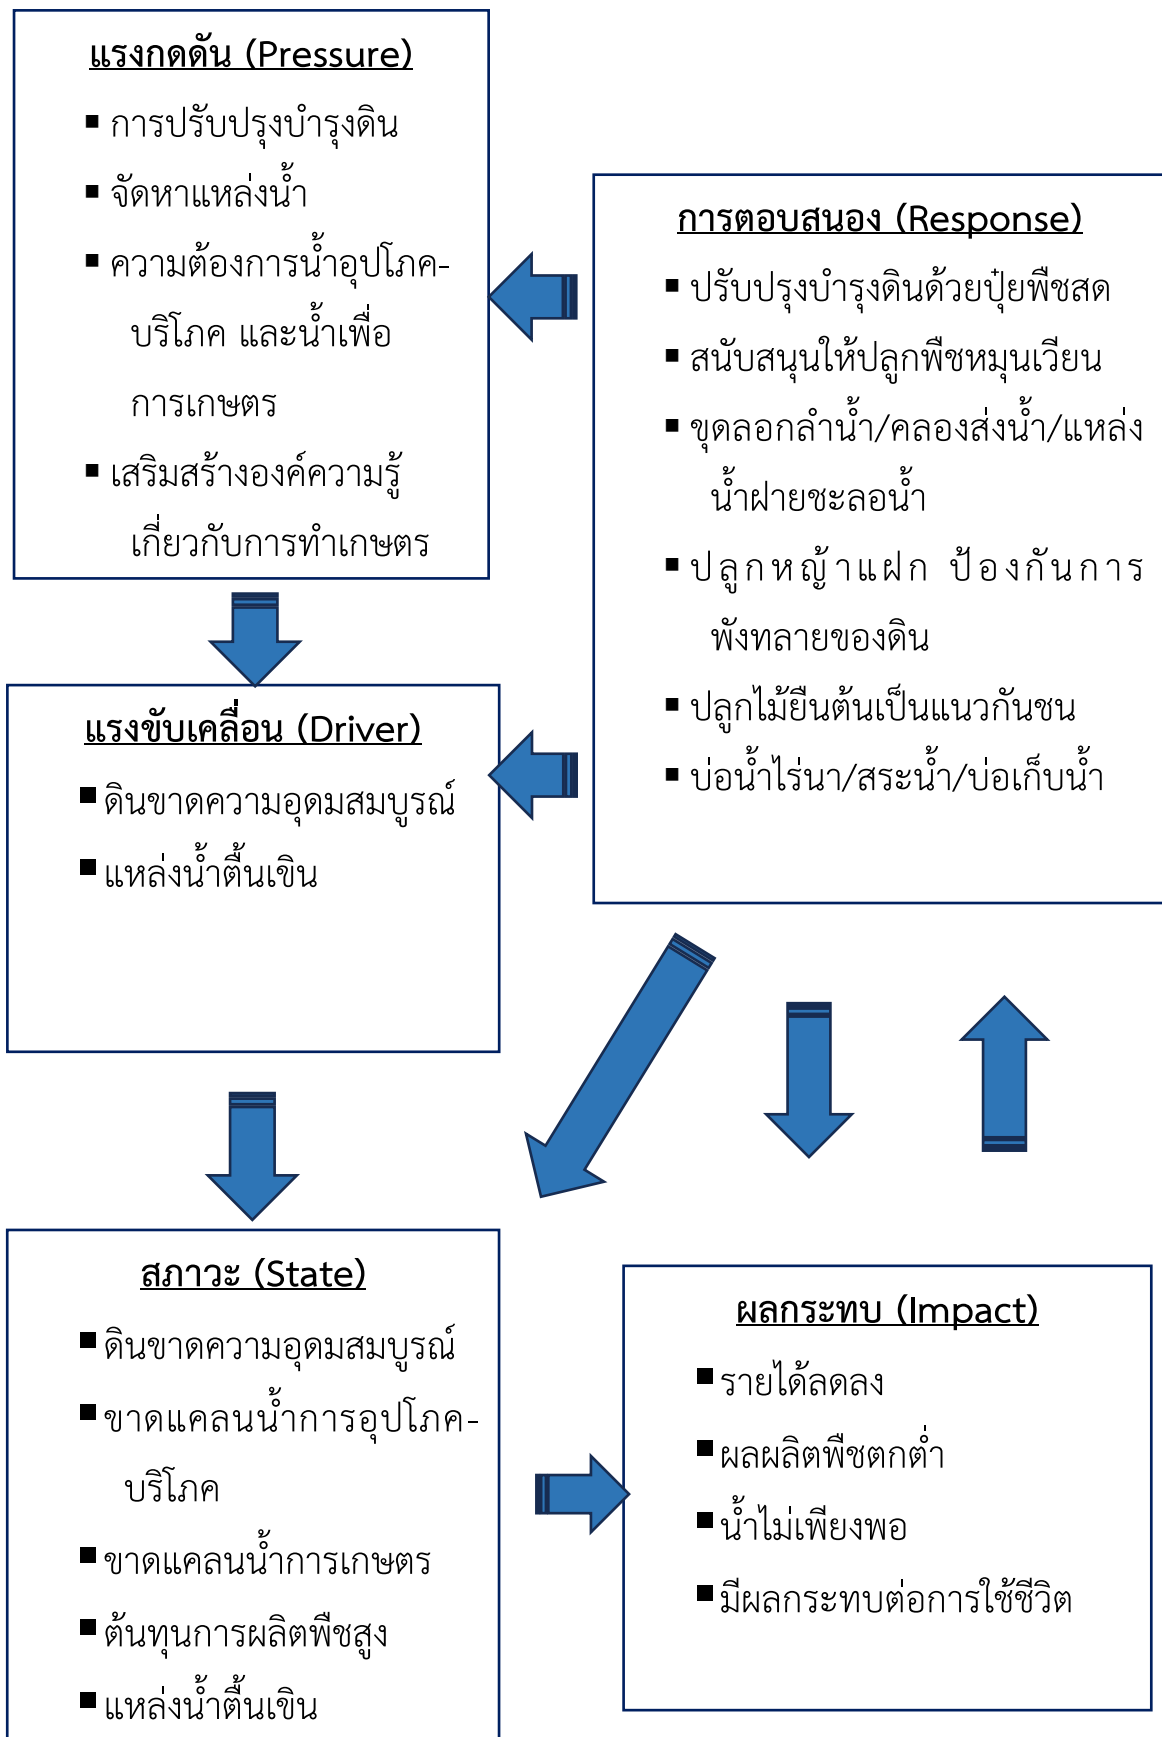 แรงกดดัน (Pressure)
▪ การปรับปรุงบำรุงดิน
▪ จัดหาแหล่งน้ำ
▪ ความต้องการน้ำอุปโภค-
บริโภค และน้ำเพื่อ
การเกษตร
▪ เสริมสร้างองค์ความรู้
เกี่ยวกับการทำเกษตร
การตอบสนอง (Response)
▪ ปรับปรุงบำรุงดินด้วยปุ๋ยพืชสด
▪ สนับสนุนให้ปลูกพืชหมุนเวียน
▪ ขุดลอกลำน้ำ/คลองส่งน้ำ/แหล่ง
น้ำฝายชะลอน้ำ
▪ ปลูกหญ้าแฝก ป้องกันการ
พังทลายของดิน
▪ ปลูกไม้ยืนต้นเป็นแนวกันชน
▪ บ่อน้ำไร่นา/สระน้ำ/บ่อเก็บน้ำ
แรงขับเคลื่อน (Driver)
▪ ดินขาดความอุดมสมบูรณ์
▪ แหล่งน้ำตื้นเขิน
สภาวะ (State)
▪ ดินขาดความอุดมสมบูรณ์
▪ ขาดแคลนน้ำการอุปโภค-
บริโภค
▪ ขาดแคลนน้ำการเกษตร
▪ ต้นทุนการผลิตพืชสูง
▪ แหล่งน้ำตื้นเขิน
ผลกระทบ (Impact)
▪ รายได้ลดลง
▪ ผลผลิตพืชตกต่ำ
▪ น้ำไม่เพียงพอ
▪ มีผลกระทบต่อการใช้ชีวิต